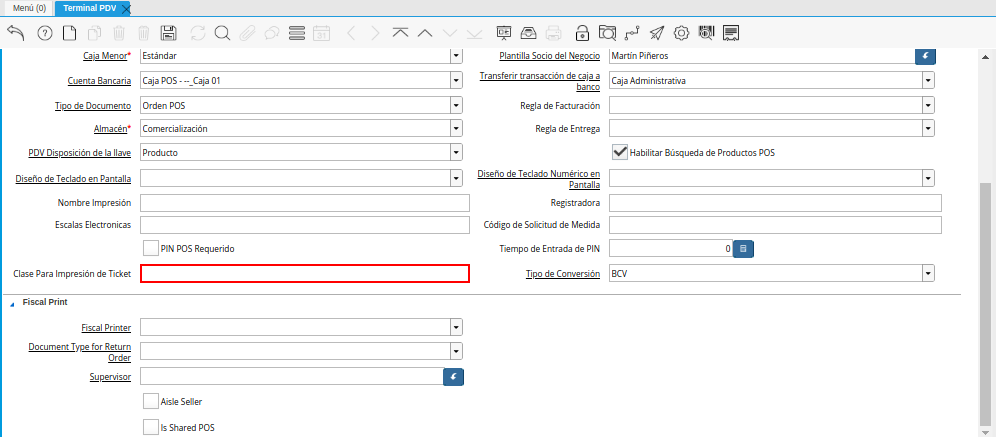 Menú (0) Terminal PDV
Caja Menor* Estándar Plantilla Socio del Negocio Martín Piñeros
Cuenta Bancaria Caja POS - --_Caja 01 Transferir transacción de caja a
banco Caja Administrativa
Tipo de Documento Orden POS Regla de Facturación
Almacén* Comercialización Regla de Entrega
PDV Disposición de la llave Producto Habilitar Búsqueda de Productos POS
Diseño de Teclado en Pantalla Diseño de Teclado Numérico en
Pantalla
Nombre Impresión Registradora
Escalas Electronicas Código de Solicitud de Medida
PIN POS Requerido Tiempo de Entrada de PIN 0
Clase Para Impresión de Ticket Tipo de Conversión BCV
Fiscal Print
Fiscal Printer
Document Type for Return
Order
Supervisor
Aisle Seller
Is Shared POS